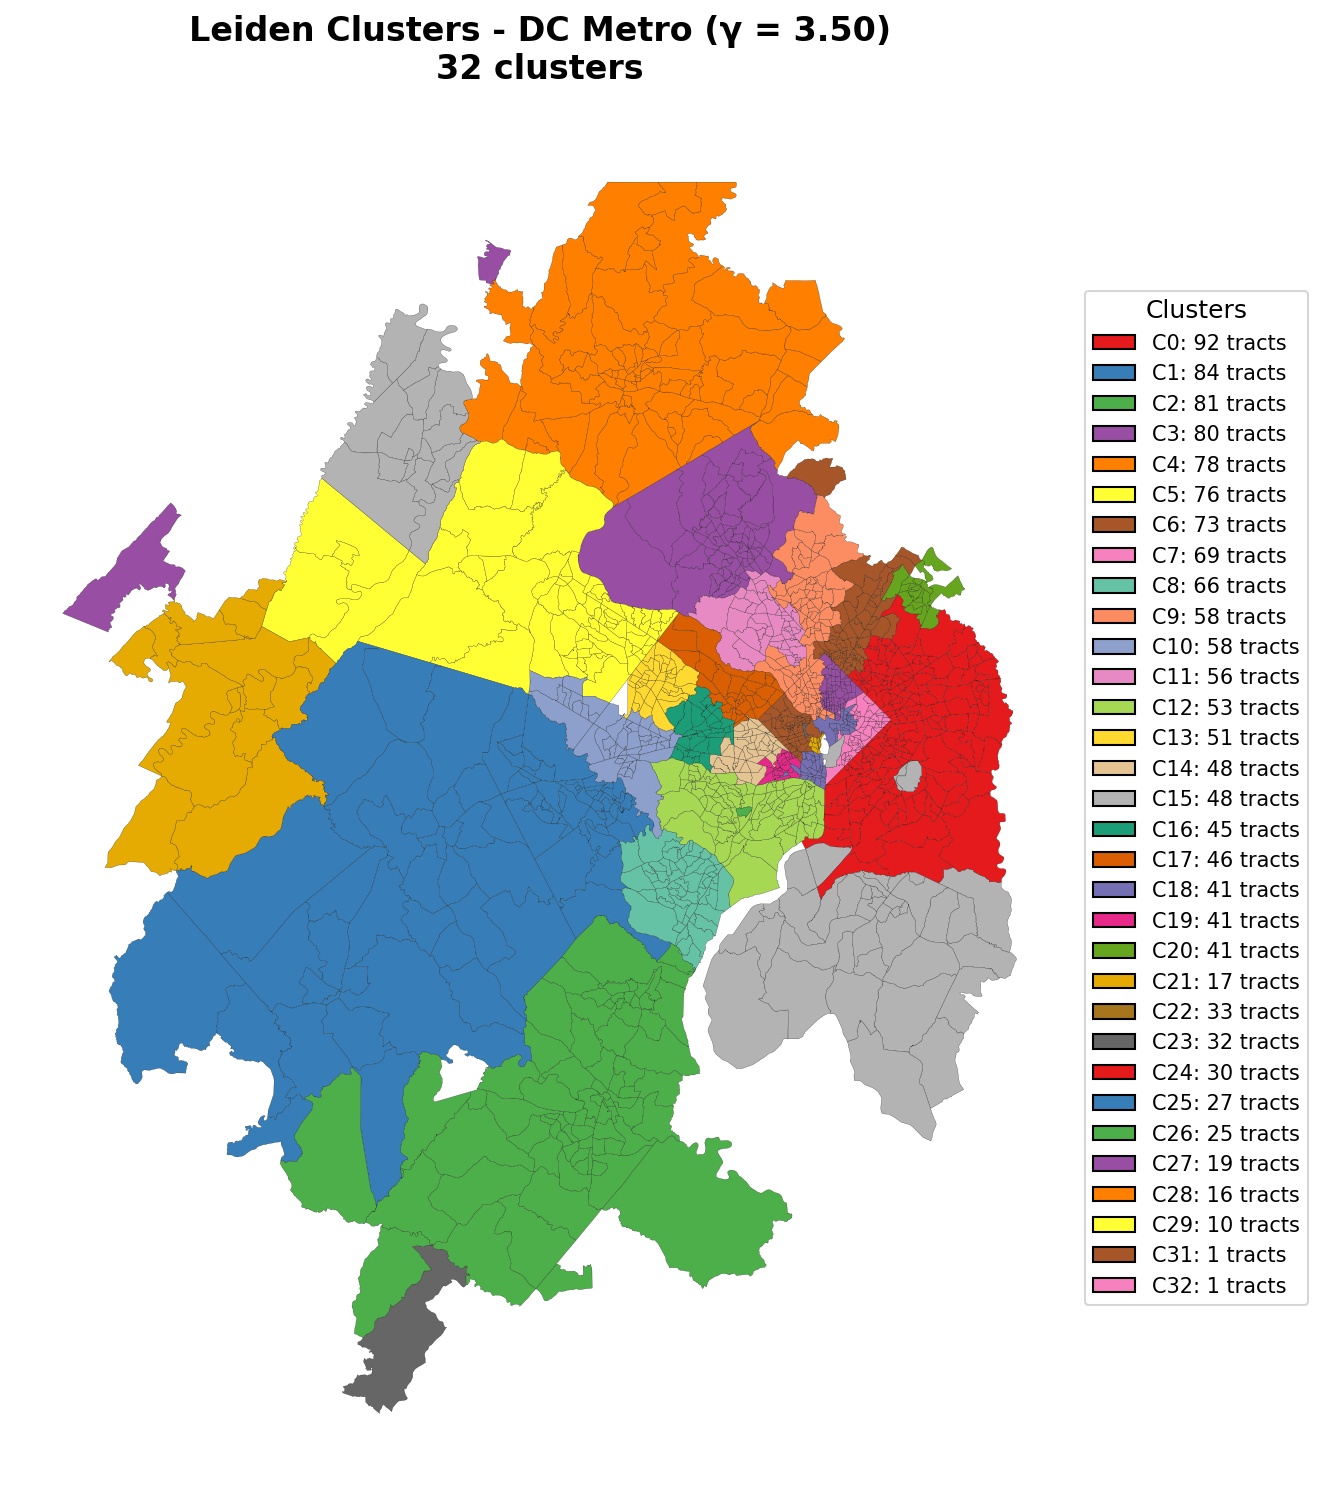 Leiden Clusters - DC Metro (γ = 3.50)
32 clusters
Clusters
C0: 92 tracts
C1: 84 tracts
C2: 81 tracts
C3: 80 tracts
C4: 78 tracts
C5: 76 tracts
C6: 73 tracts
C7: 69 tracts
C8: 66 tracts
C9: 58 tracts
C10: 58 tracts
C11: 56 tracts
C12: 53 tracts
C13: 51 tracts
C14: 48 tracts
C15: 48 tracts
C16: 45 tracts
C17: 46 tracts
C18: 41 tracts
C19: 41 tracts
C20: 41 tracts
C21: 17 tracts
C22: 33 tracts
C23: 32 tracts
C24: 30 tracts
C25: 27 tracts
C26: 25 tracts
C27: 19 tracts
C28: 16 tracts
C29: 10 tracts
C31: 1 tracts
C32: 1 tracts